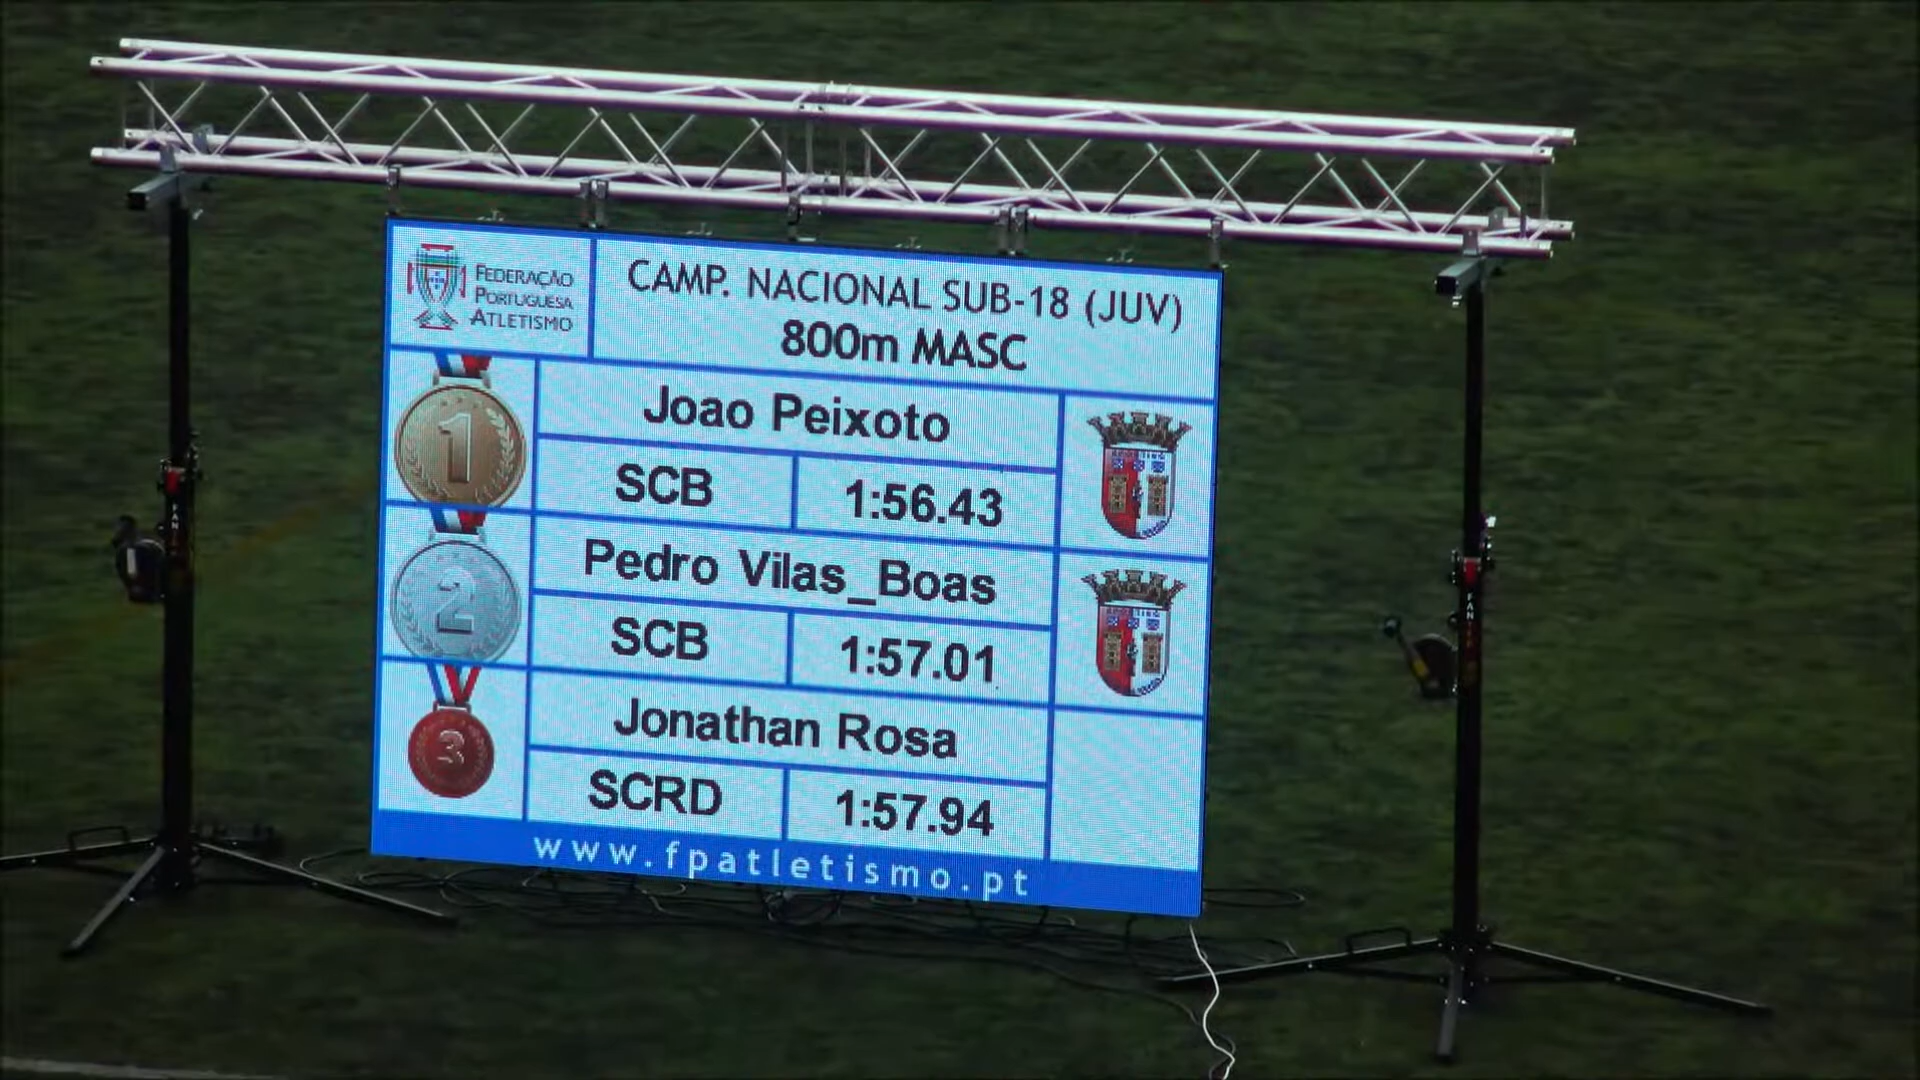 FEDERAÇÃO
PORTUGUESA
ATLETISMO
CAMP. NACIONAL SUB-18 (JUV)
800m MASC
1
Joao Peixoto
SCB
1:56.43
2
Pedro Vilas_Boas
SCB
1:57.01
3
Jonathan Rosa
SCRD
1:57.94
www.fpatletismo.pt